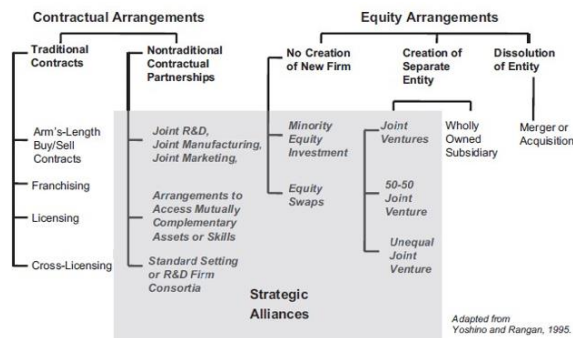 Contractual Arrangements
Equity Arrangements
Traditional
Contracts
Nontraditional
Contractual
Partnerships
No Creation
of New Firm
Creation of
Separate
Entity
Dissolution
of Entity
Arm's-Length
Buy/Sell
Contracts
Franchising
Licensing
Cross-Licensing
Joint R&D,
Joint Manufacturing,
Joint Marketing,
Arrangements to
Access Mutually
Complementary
Assets or Skills
Standard Setting
or R&D Firm
Consortia
Minority
Equity
Investment
Equity
Swaps
Joint
Ventures
50-50
Joint
Venture
Unequal
Joint
Venture
Wholly
Owned
Subsidiary
Merger or
Acquisition
Strategic
Alliances
Adapted from
Yoshino and Rangan, 1995.